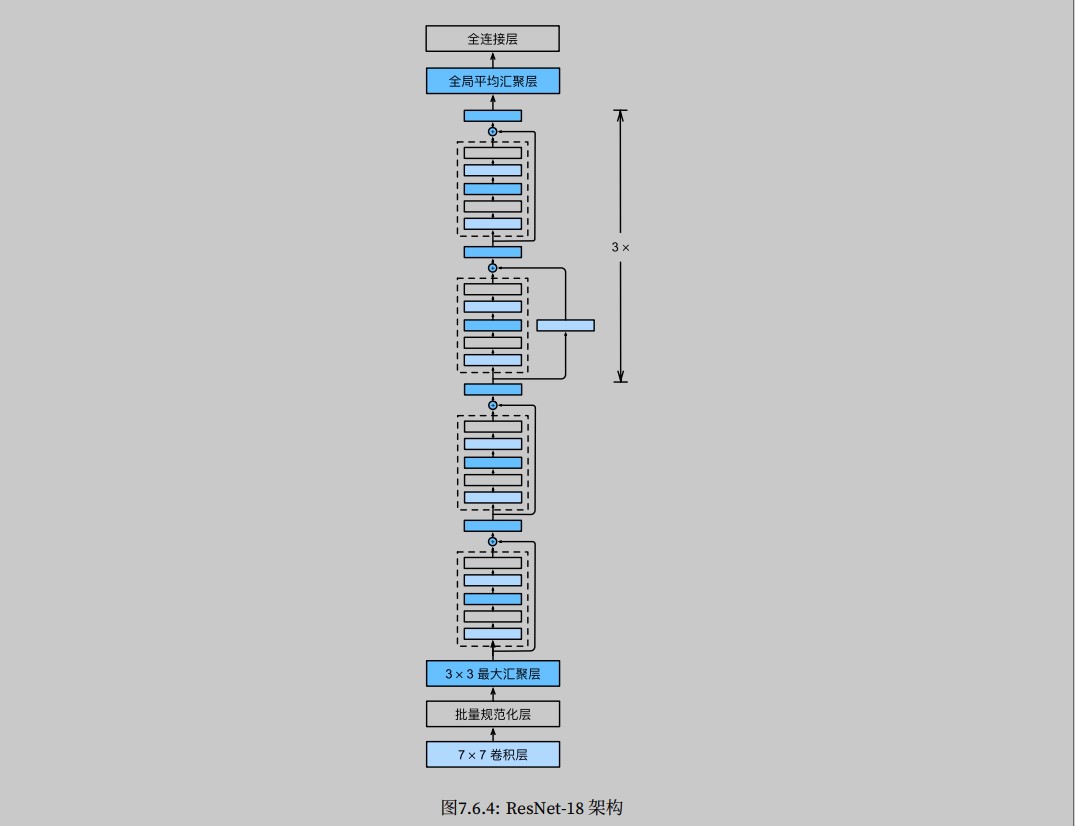 全连接层
全局平均汇聚层
3 ×
3 × 3 最大汇聚层
批量规范化层
7 × 7 卷积层
图7.6.4: ResNet-18 架构